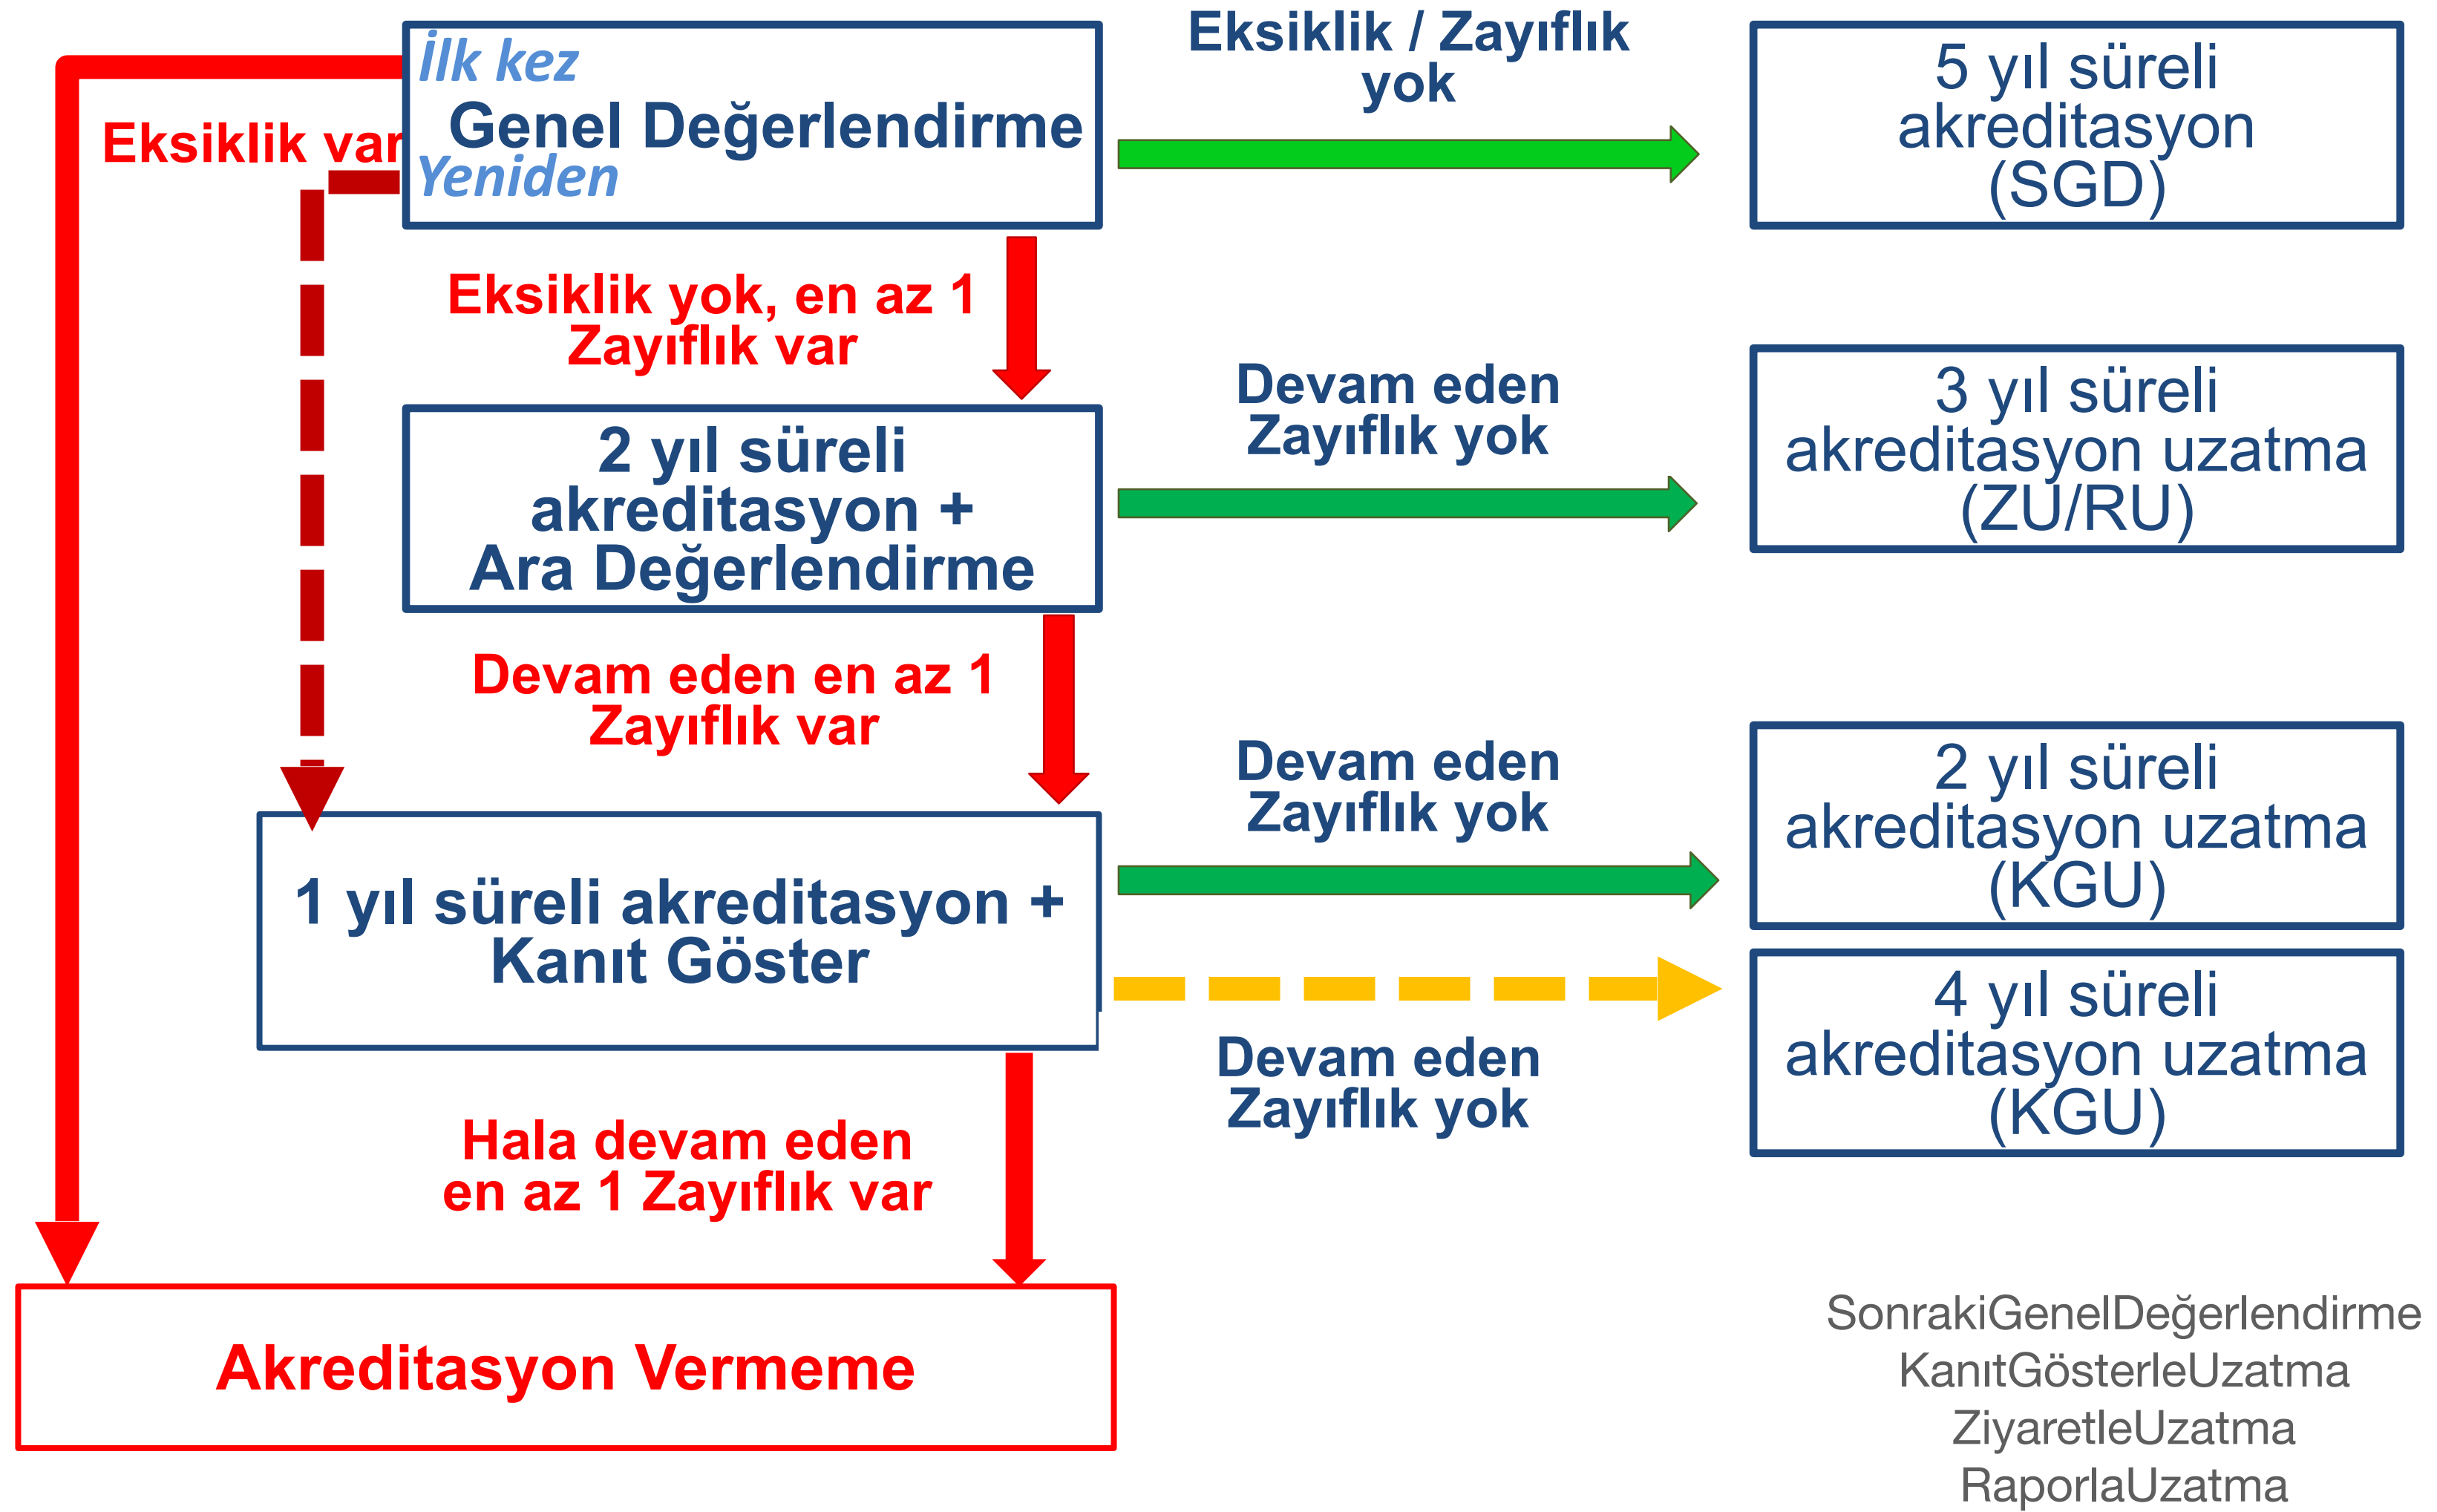 İlk kez
Genel Değerlendirme
Yeniden
Eksiklik var
Eksiklik / Zayıflık
yok
5 yıl süreli
akreditasyon
(SGD)
Eksiklik yok, en az 1
Zayıflık var
2 yıl süreli
akreditasyon +
Ara Değerlendirme
Devam eden
Zayıflık yok
3 yıl süreli
akreditasyon uzatma
(ZU/RU)
Devam eden en az 1
Zayıflık var
1 yıl süreli akreditasyon +
Kanıt Göster
Devam eden
Zayıflık yok
2 yıl süreli
akreditasyon uzatma
(KGU)
Devam eden
Zayıflık yok
4 yıl süreli
akreditasyon uzatma
(KGU)
Hala devam eden
en az 1 Zayıflık var
Akreditasyon Vermeme
SonrakiGenelDeğerlendirme
KanıtGösterleUzatma
ZiyaretleUzatma
RaporlaUzatma